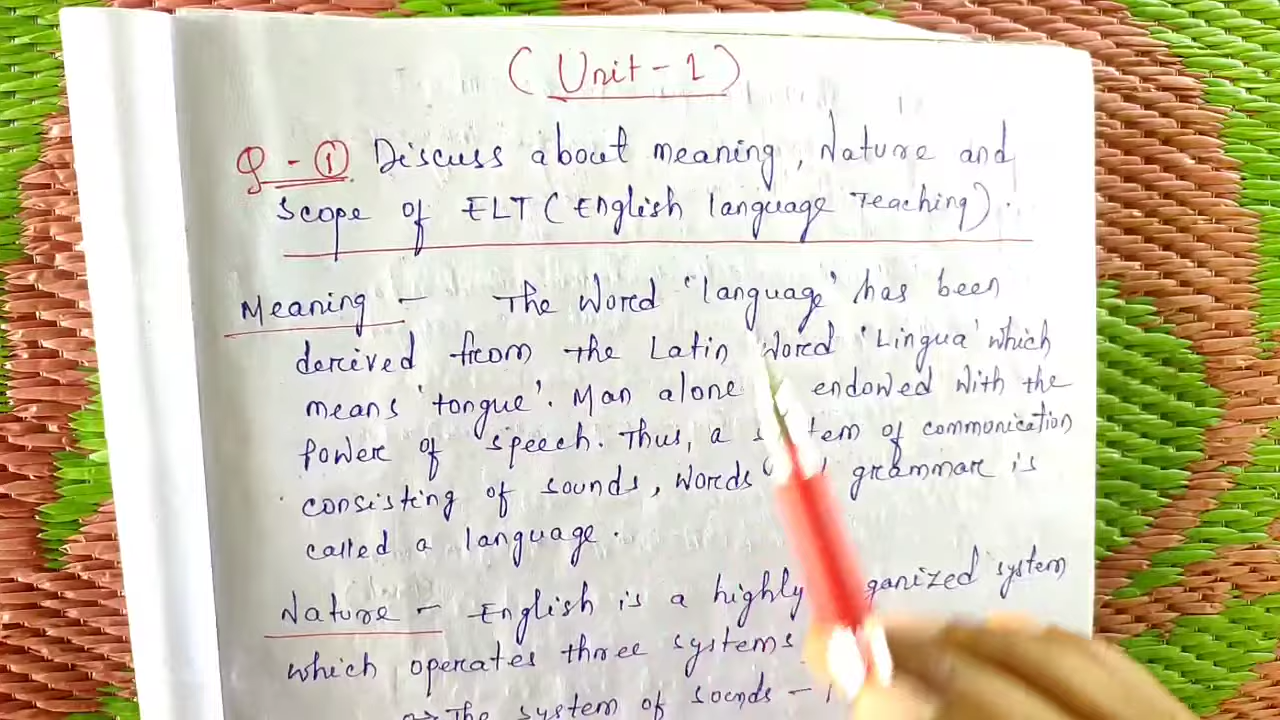 (Unit-1)
Q-① Discuss about meaning, Nature and
scope of ELT (English language Teaching).
Meaning - The word 'language' has been
derived from the Latin word 'Lingua' which
means 'tongue'. Man alone endowed with the
power of speech. Thus, a of communication
consisting of sounds, words grammar is
called a language.
Nature - English is a highly system
which operates three systems
→ The system of sounds -